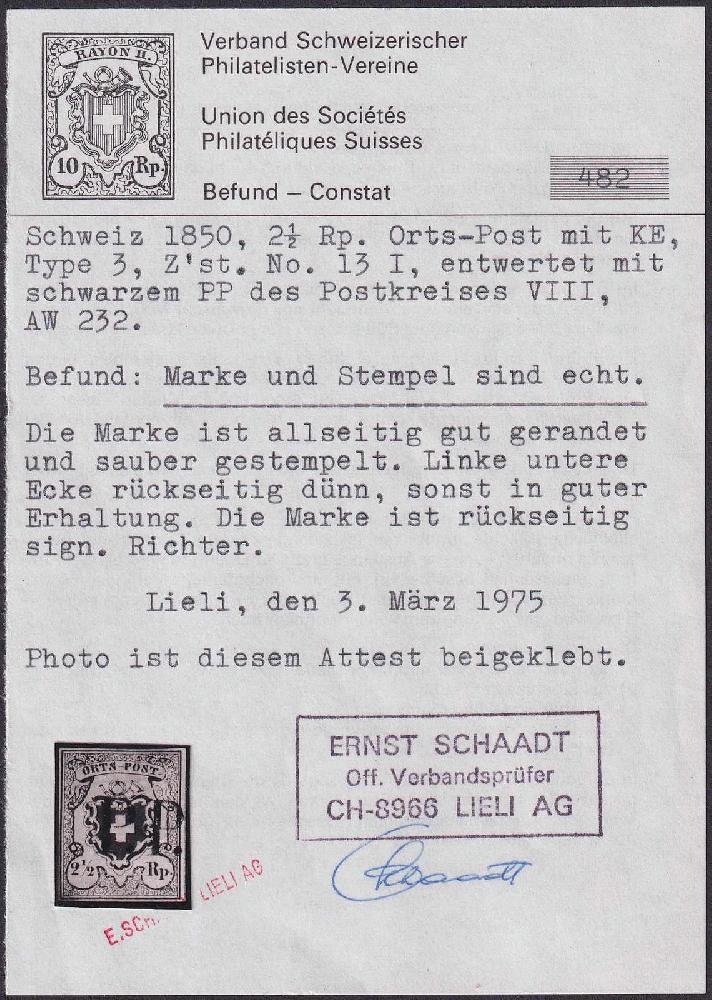 RAYON II.
10 Rp.
Verband Schweizerischer
Philatelisten-Vereine
Union des Sociétés
Philatéliques Suisses
Befund – Constat
482
Schweiz 1850, 2½ Rp. Orts-Post mit KE,
Type 3, Z'st. No. 13 I, entwertet mit
schwarzem PP des Postkreises VIII,
AW 232.
Befund: Marke und Stempel sind echt.
Die Marke ist allseitig gut gerandet
und sauber gestempelt. Linke untere
Ecke rückseitig dünn, sonst in guter
Erhaltung. Die Marke ist rückseitig
sign. Richter.
Lieli, den 3. März 1975
Photo ist diesem Attest beigeklebt.
ORTS-POST.
P.P.
2½ Rp.
ERNST SCHAADT
Off. Verbandsprüfer
CH-8966 LIELI AG
Schaadt
LIELI AG